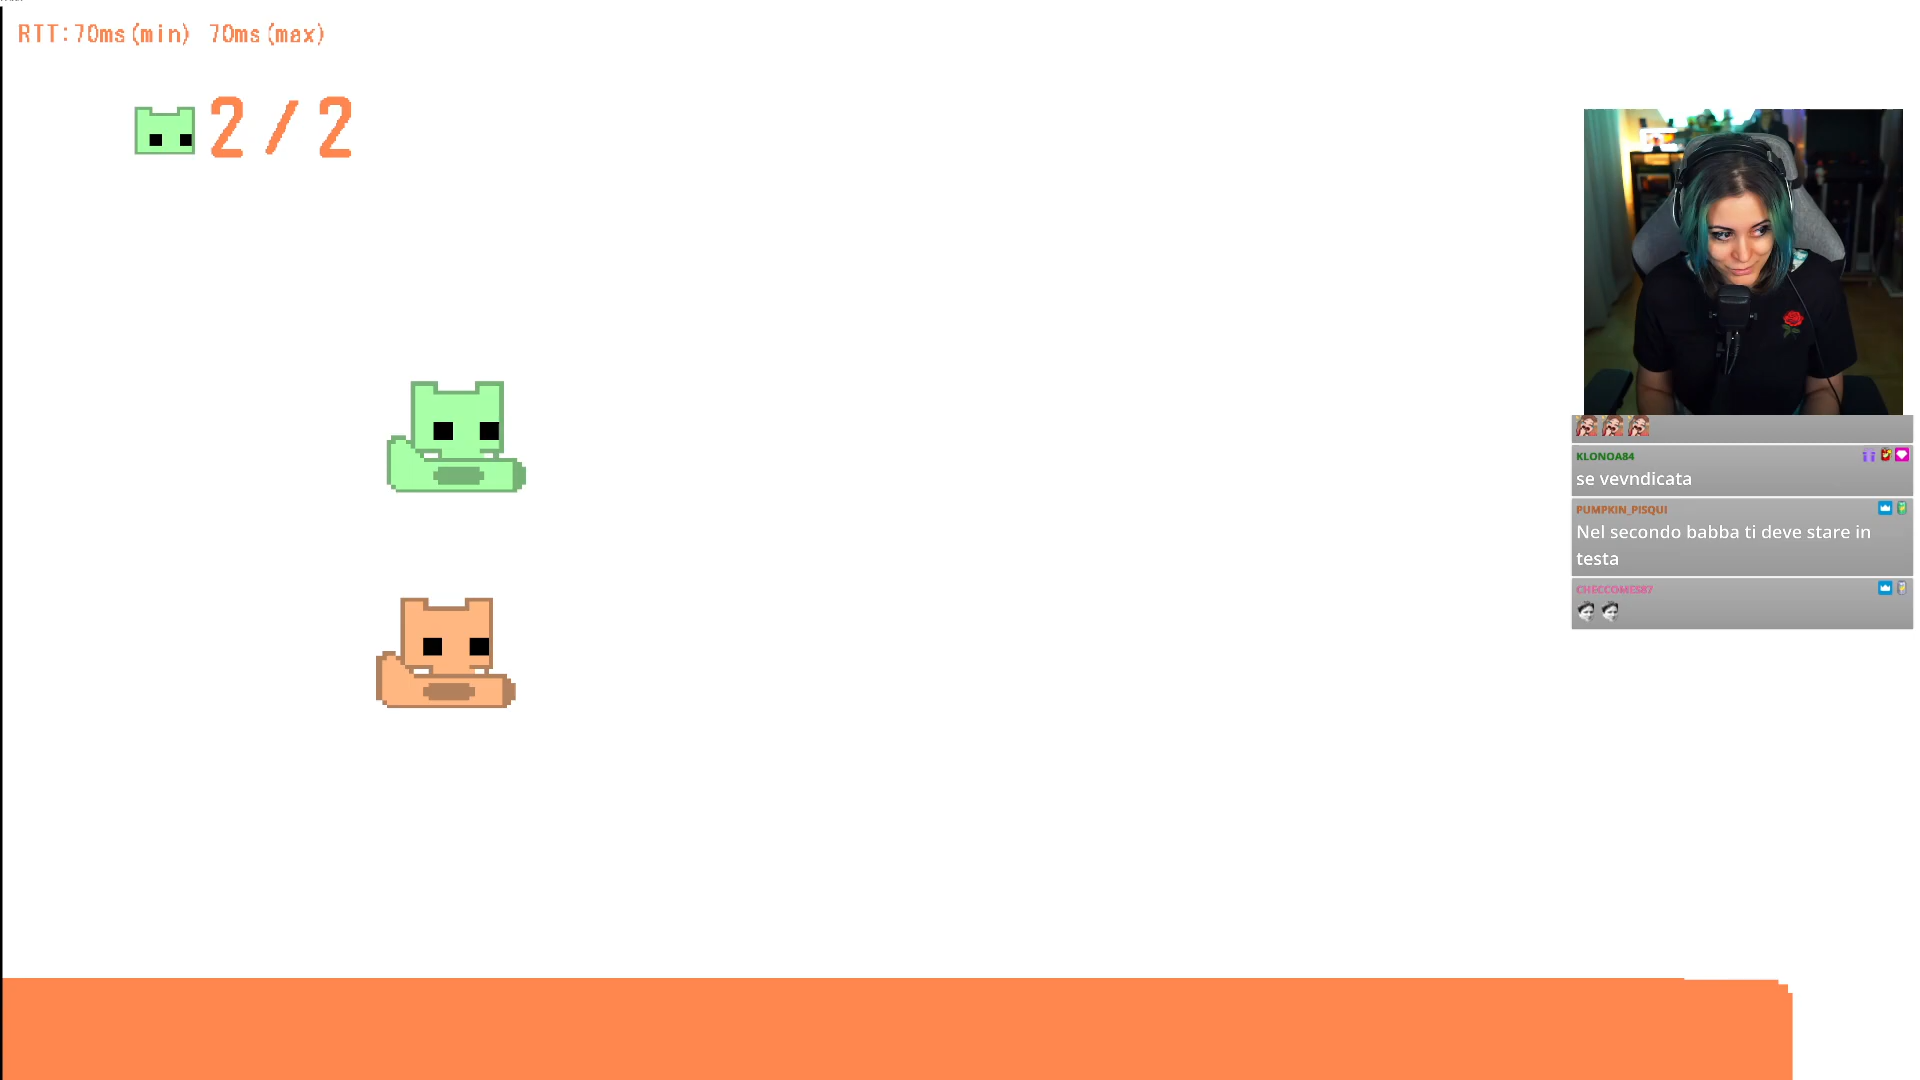 RTT:70ms(min) 70ms(max)
2/2
KLONOA84
se vevndicata
PUMPKIN_PISQUI
Nel secondo babba ti deve stare in
testa
CHECCOMES87